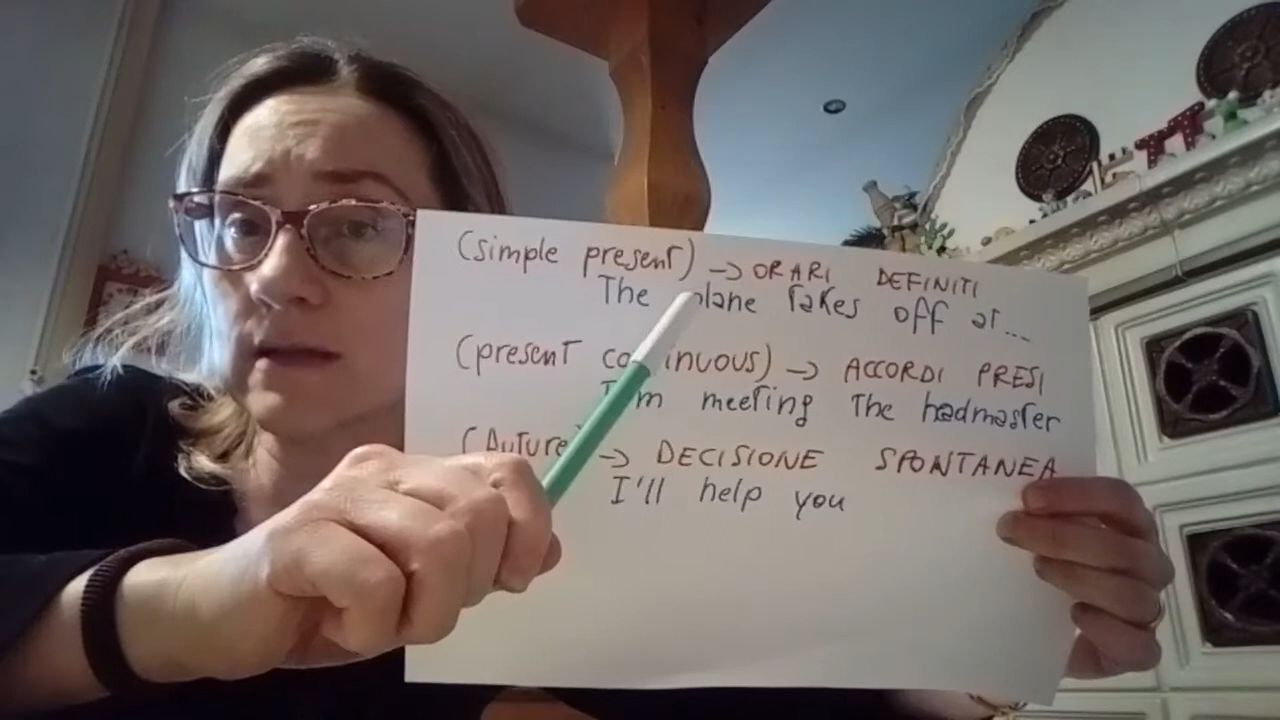 (simple present) → ORARI DEFINITI
The plane takes off at...
(present continuous) → ACCORDI PRESI
I'm meeting the hedmaster
(future) → DECISIONE SPONTANEA
I'll help you